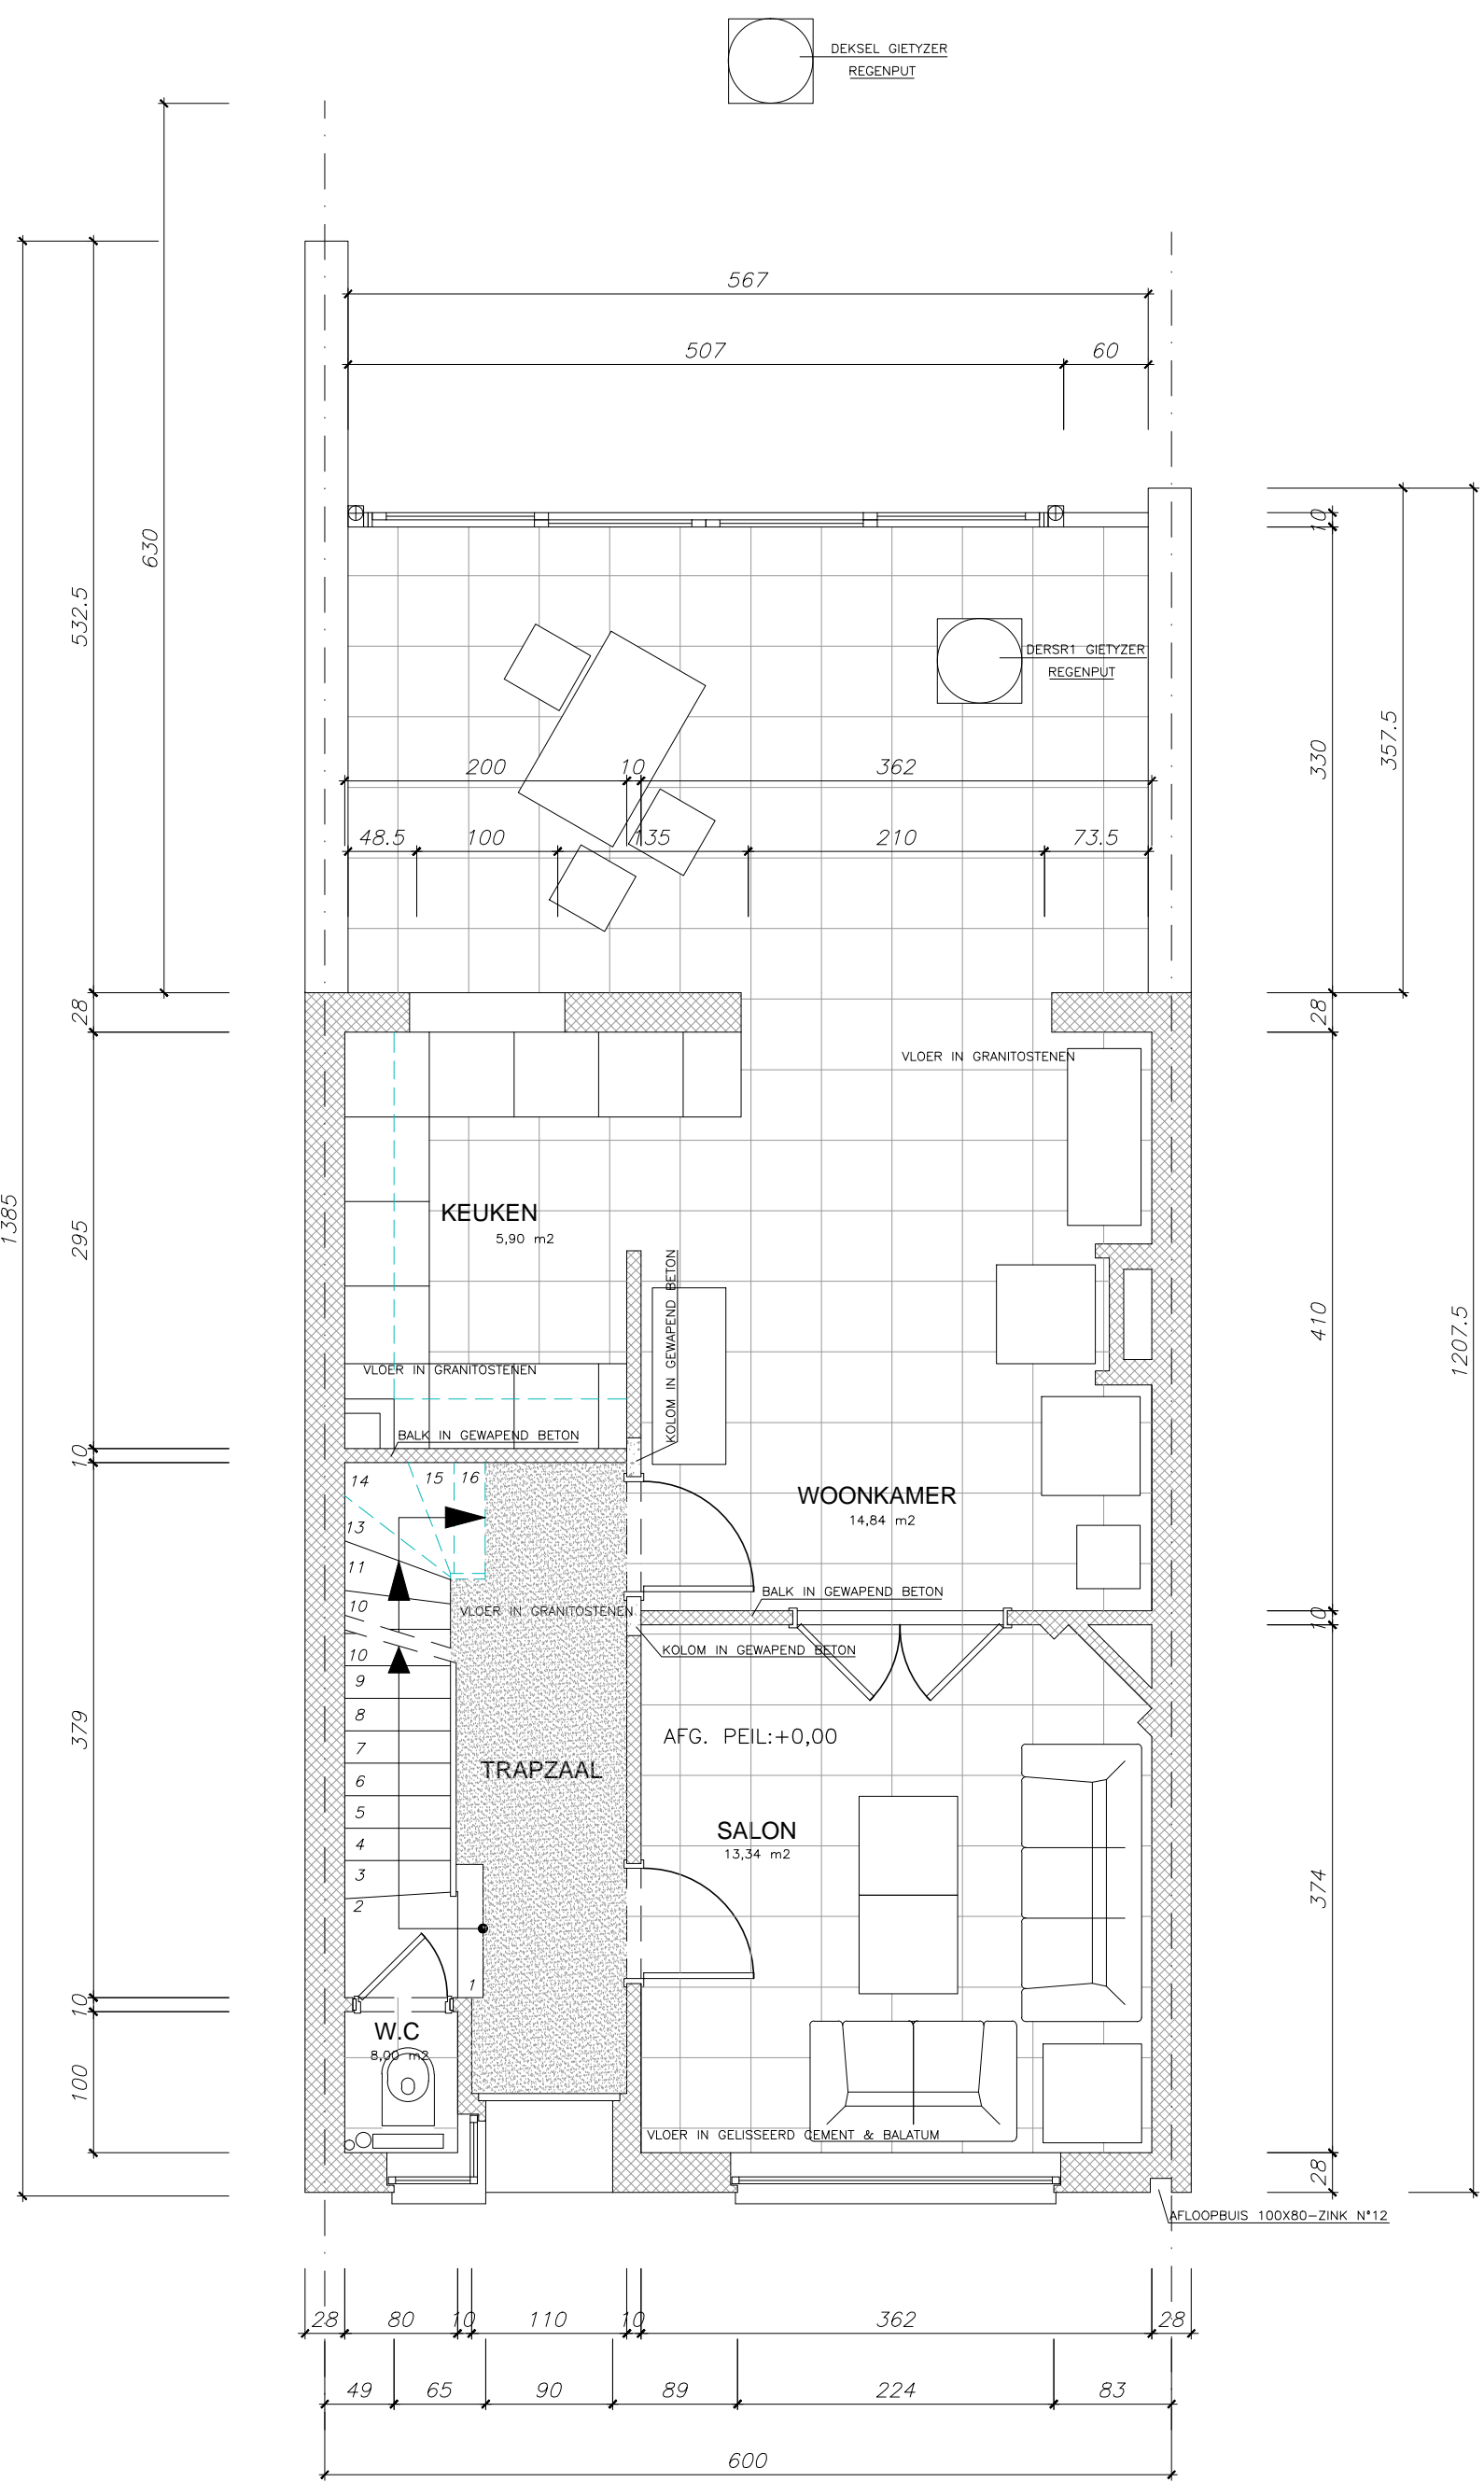 DEKSEL GIETYZER
REGENPUT
567
507
60
10
630
532.5
DERSR1 GIETYZER
REGENPUT
357.5
330
200
10
362
48.5
100
135
210
73.5
28
28
VLOER IN GRANITOSTENEN
1385
295
KEUKEN
5,90 m2
KOLOM IN GEWAPEND BETON
410
1207.5
VLOER IN GRANITOSTENEN
BALK IN GEWAPEND BETON
10
14
15
16
WOONKAMER
14,84 m2
13
11
BALK IN GEWAPEND BETON
10
VLOER IN GRANITOSTENEN
10
KOLOM IN GEWAPEND BETON
10
9
8
379
AFG. PEIL:+0,00
7
TRAPZAAL
6
5
SALON
13,34 m2
4
3
374
2
1
10
W.C
8,00 m2
100
VLOER IN GELISSEERD CEMENT & BALATUM
28
AFLOOPBUIS 100X80-ZINK N°12
28
80
10
110
10
362
28
49
65
90
89
224
83
600